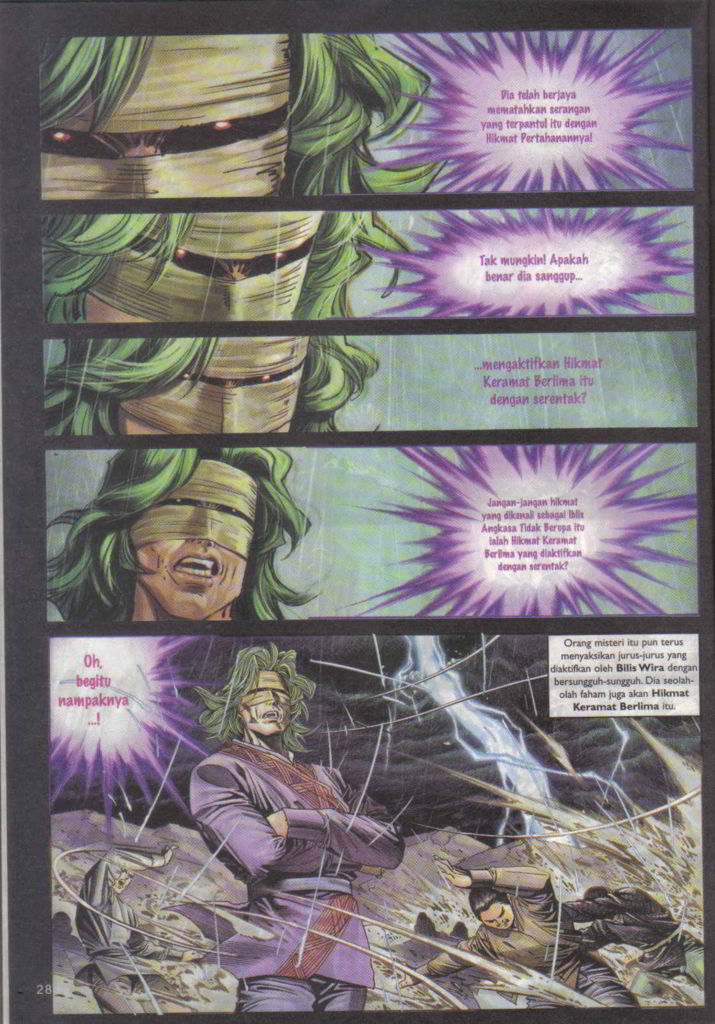 Dia telah berjaya
mematahkan serangan
yang terpantul itu dengan
Hikmat Pertahanannya!
Tak mungkin! Apakah
benar dia sanggup...
...mengaktifkan Hikmat
Keramat Berlima itu
dengan serentak?
Jangan-jangan hikmat
yang dikenali sebagai Iblis
Angkasa Tidak Berupa itu
ialah Hikmat Keramat
Berlima yang diaktifkan
dengan serentak?
Oh,
begitu
nampaknya
...!
Orang misteri itu pun terus
menyaksikan jurus-jurus yang
diaktifkan oleh Bilis Wira dengan
bersungguh-sungguh. Dia seolah-
olah faham juga akan Hikmat
Keramat Berlima itu.
28